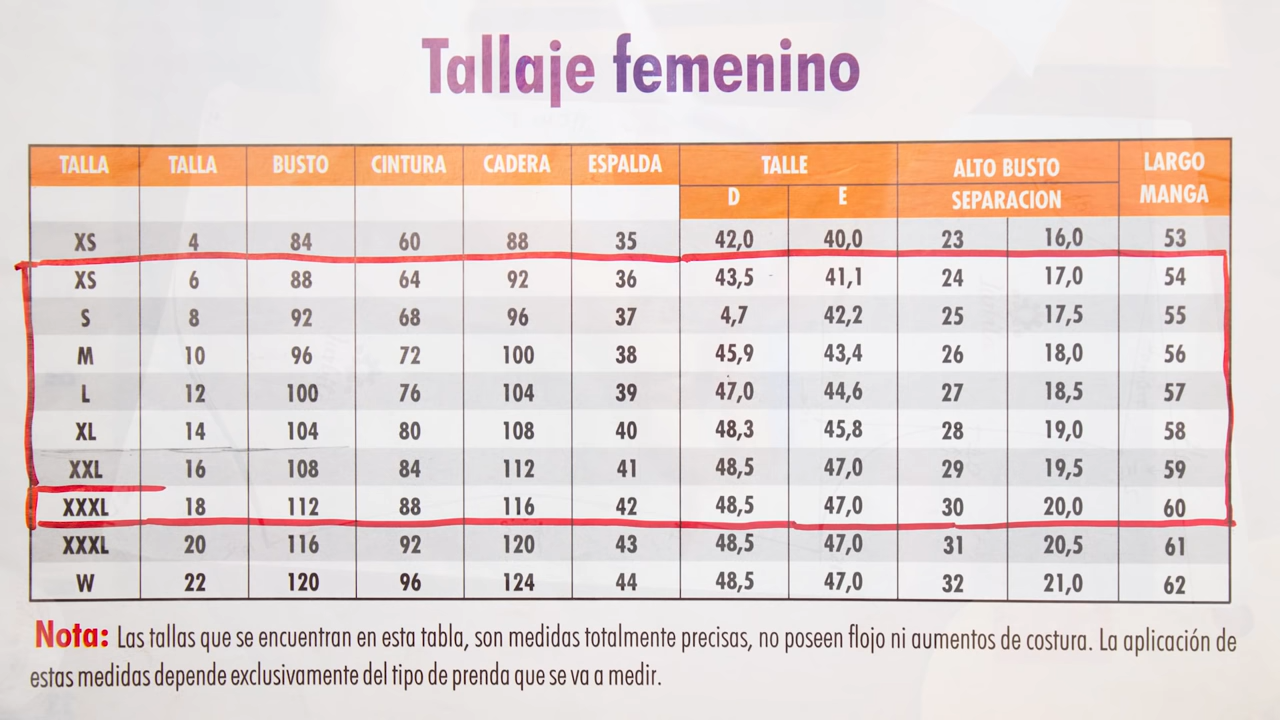 Tallaje femenino
TALLA TALLA BUSTO CINTURA CADERA ESPALDA TALLE ALTO BUSTO LARGO
D E SEPARACION MANGA
XS 4 84 60 88 35 42,0 40,0 23 16,0 53
XS 6 88 64 92 36 43,5 41,1 24 17,0 54
S 8 92 68 96 37 4,7 42,2 25 17,5 55
M 10 96 72 100 38 45,9 43,4 26 18,0 56
L 12 100 76 104 39 47,0 44,6 27 18,5 57
XL 14 104 80 108 40 48,3 45,8 28 19,0 58
XXL 16 108 84 112 41 48,5 47,0 29 19,5 59
XXXL 18 112 88 116 42 48,5 47,0 30 20,0 60
XXXL 20 116 92 120 43 48,5 47,0 31 20,5 61
W 22 120 96 124 44 48,5 47,0 32 21,0 62
Nota: Las tallas que se encuentran en esta tabla, son medidas totalmente precisas, no poseen flojo ni aumentos de costura. La aplicación de
estas medidas depende exclusivamente del tipo de prenda que se va a medir.